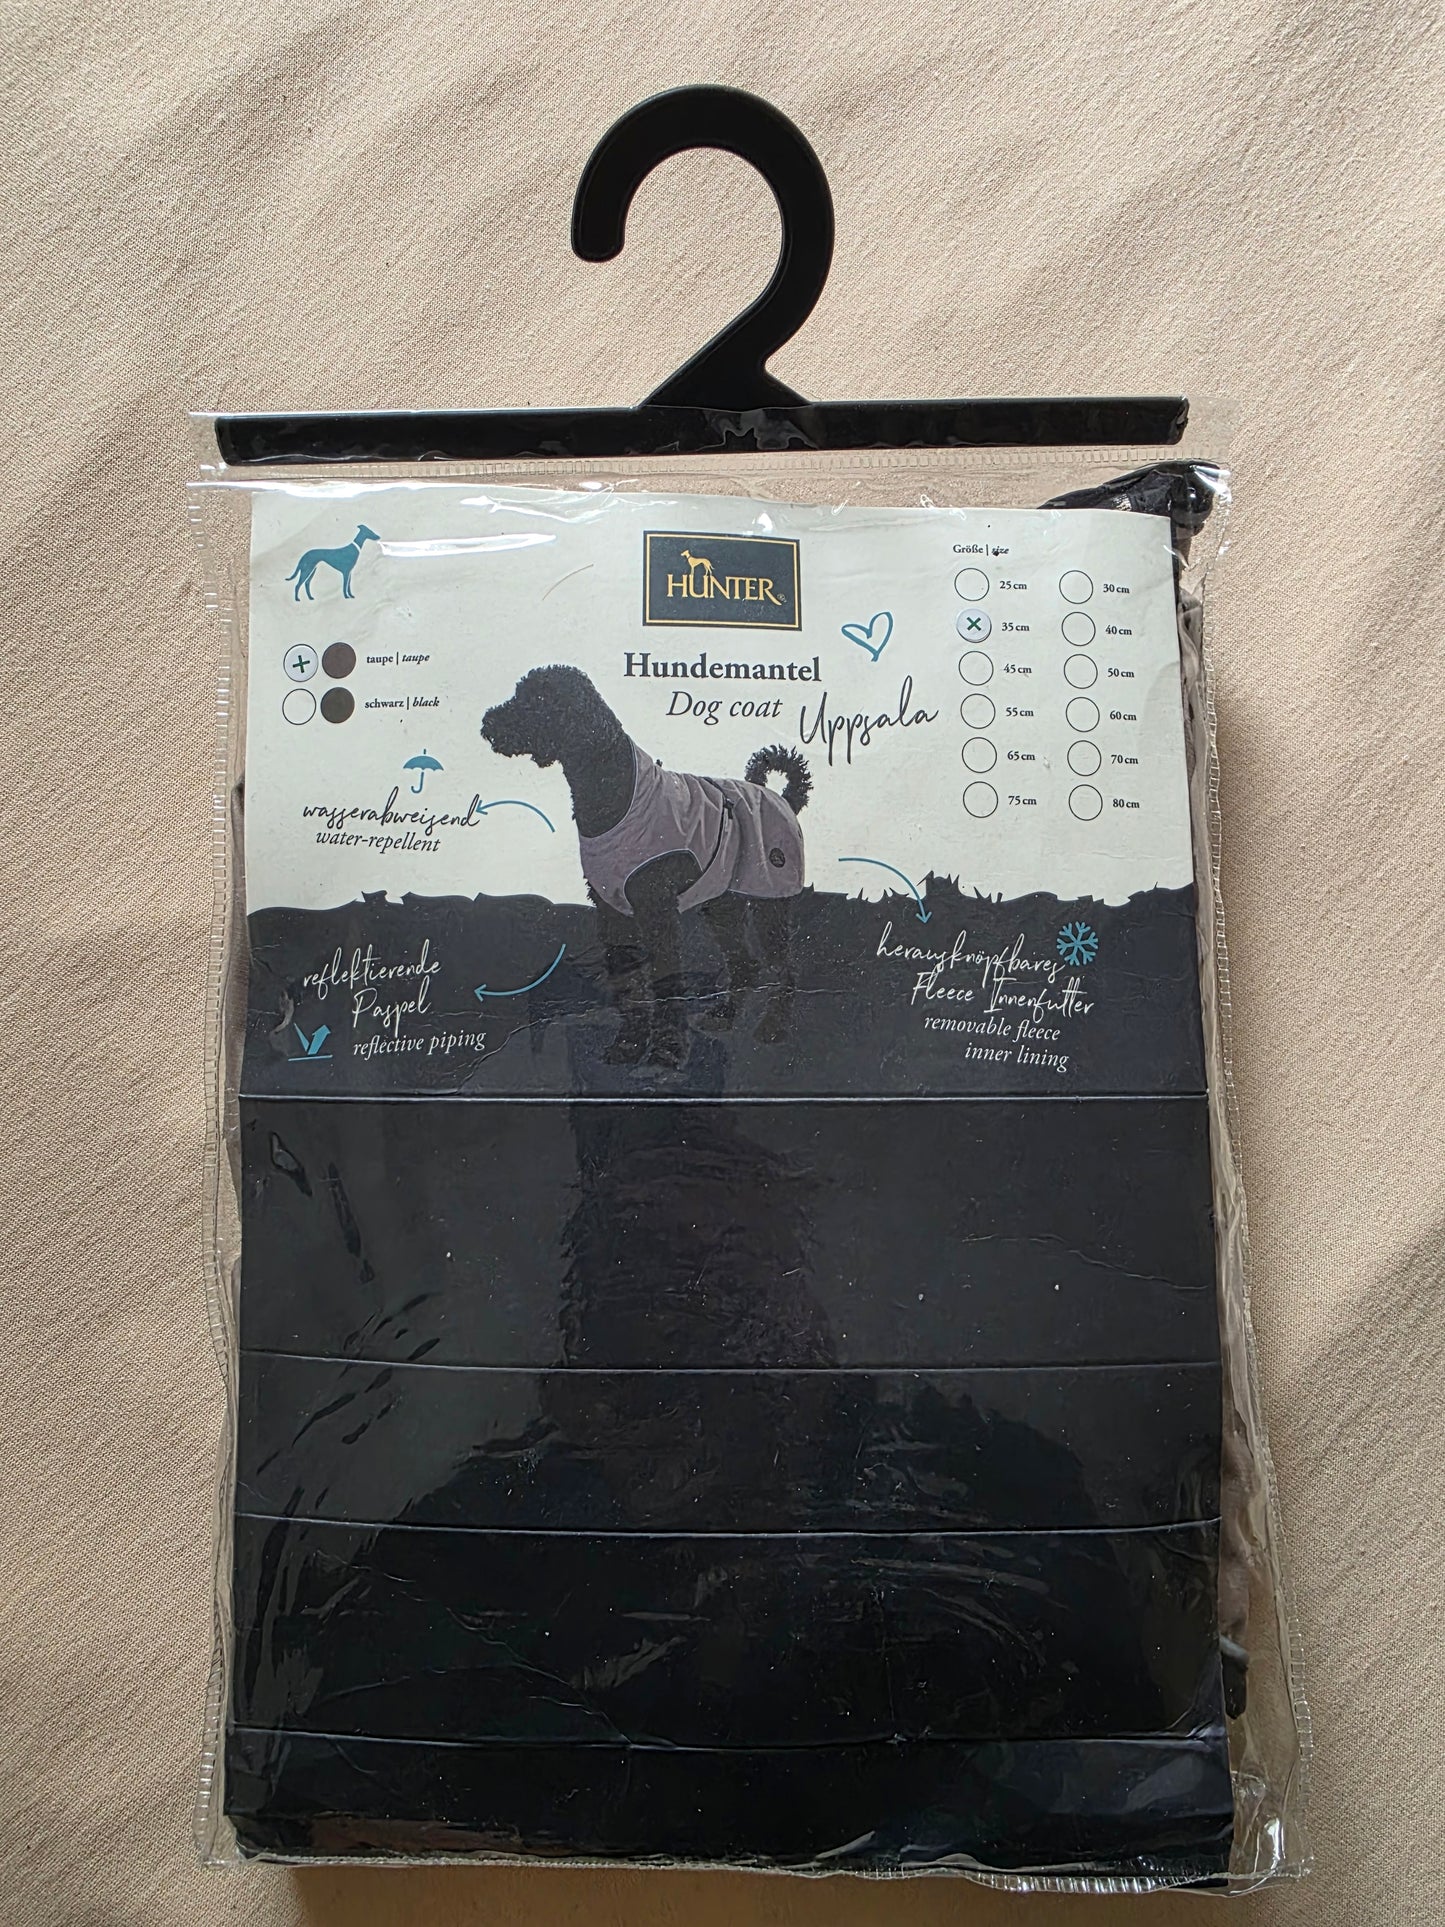 HUNTER®
Hundemantel
Dog coat
Uppsala
taupe | taupe
schwarz | black
Größe | size
25 cm
30 cm
35 cm
40 cm
45 cm
50 cm
55 cm
60 cm
65 cm
70 cm
75 cm
80 cm
wasserabweisend
water-repellent
reflektierende
Paspel
reflective piping
herausknöpfbares
Fleece Innenfutter
removable fleece
inner lining